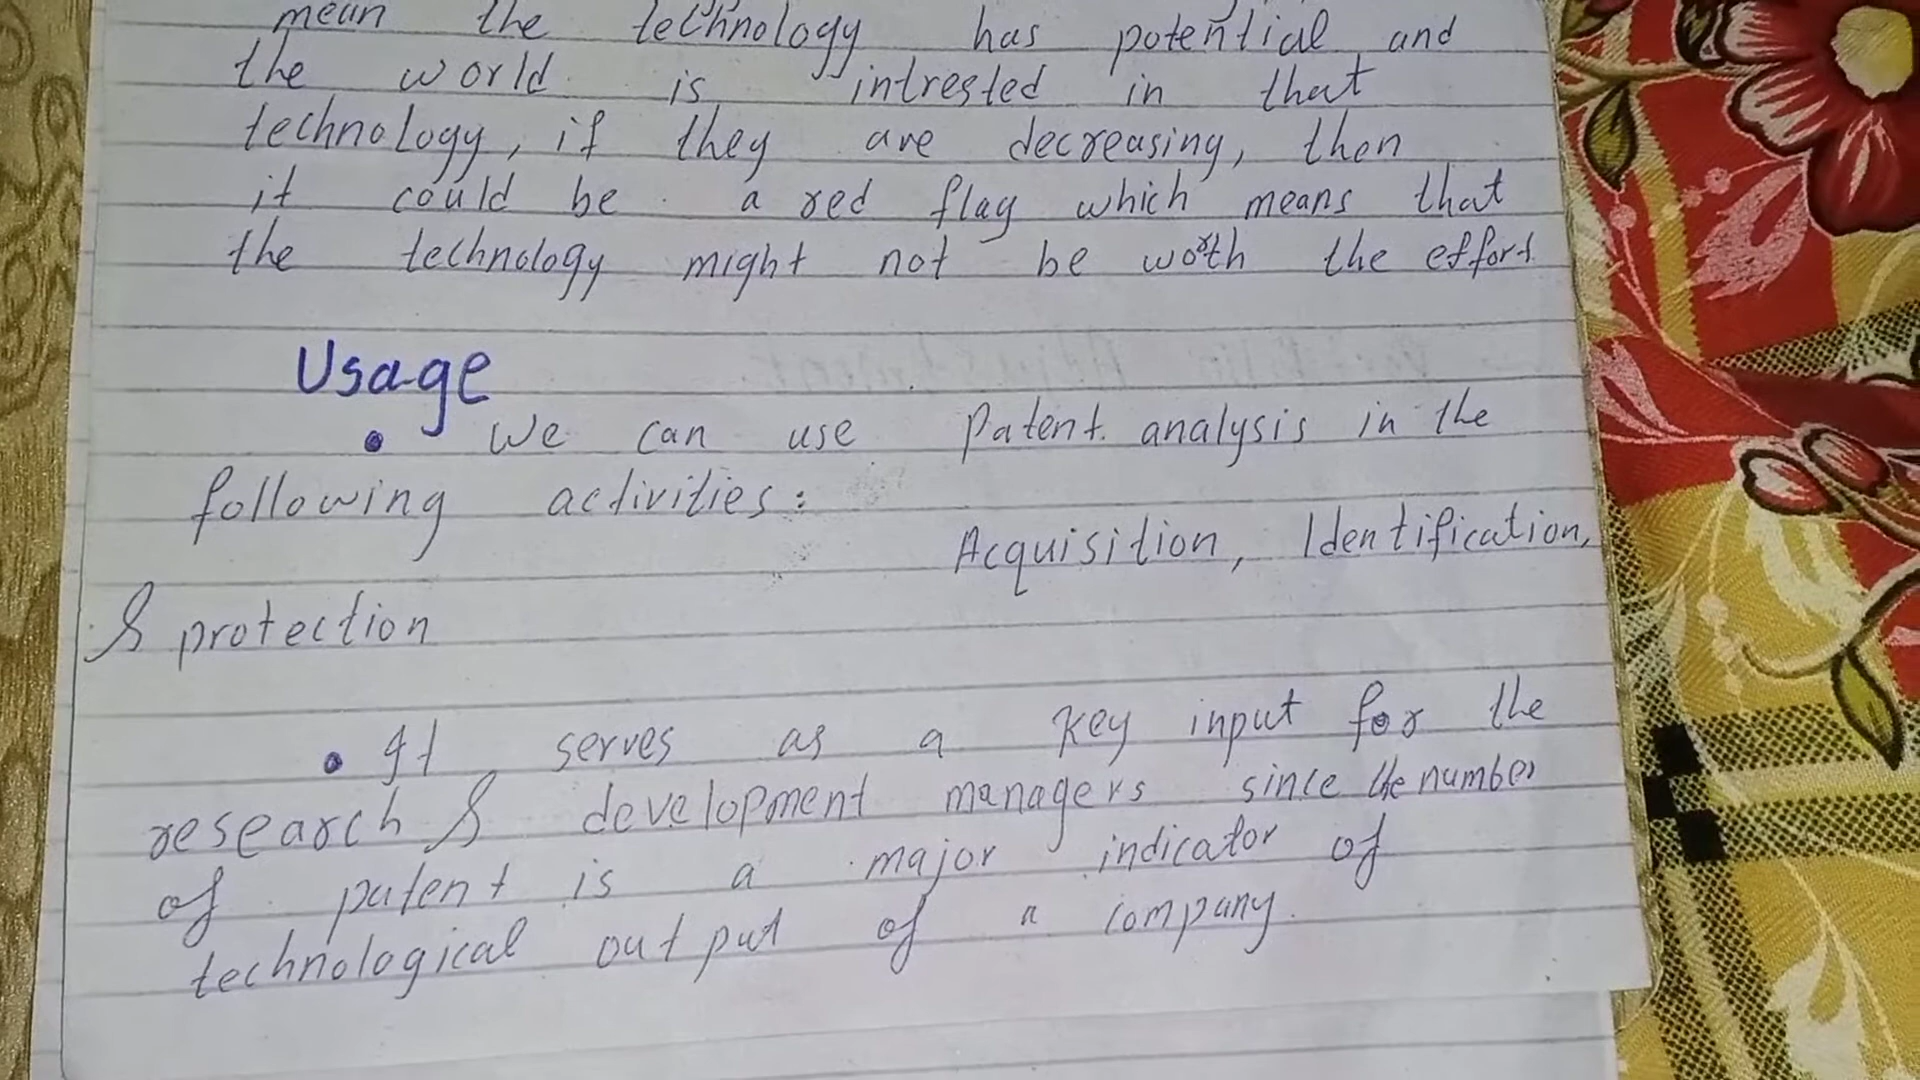 mean the technology has potential and
the world is intrested in that
technology, if they are decreasing, then
it could be a red flag which means that
the technology might not be worth the effort
Usage
• We can use Patent analysis in the
following activities:
Acquisition, Identification,
& protection
• It serves as a key input for the
research & development managers since the number
of patent is a major indicator of
technological output of a company.